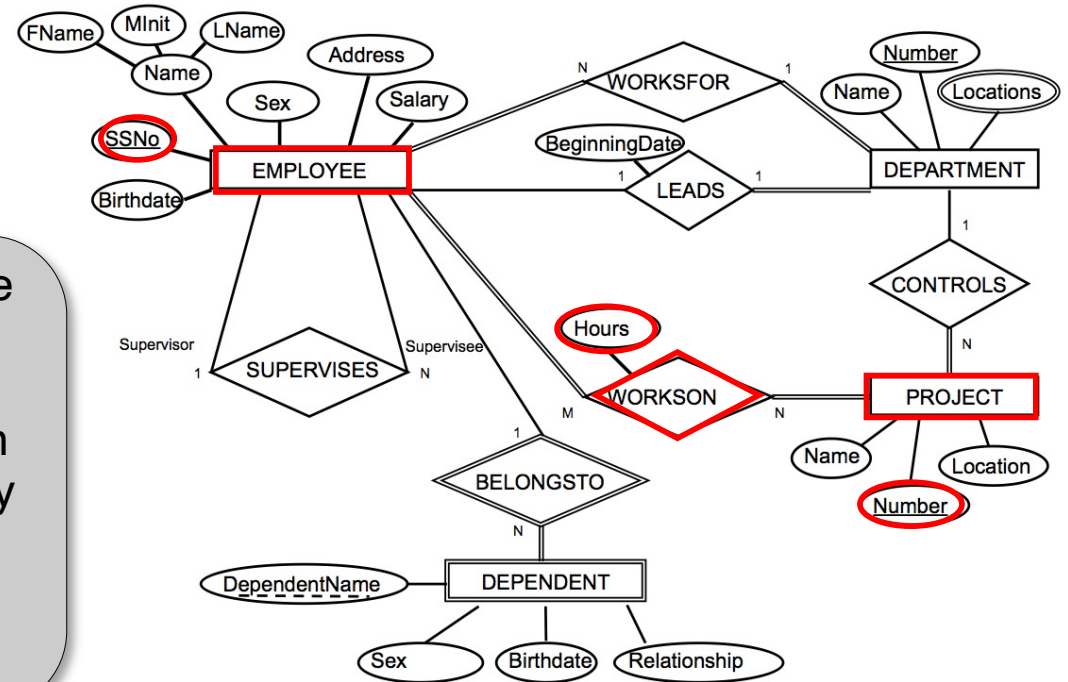 FName
MInit
LName
Name
Address
Sex
Salary
SSNo
EMPLOYEE
Birthdate
N
WORKSFOR
1
BeginningDate
1
LEADS
1
Number
Name
Locations
DEPARTMENT
1
CONTROLS
N
e
n
y
Supervisor
1
SUPERVISES
Supervisee
N
Hours
M
WORKSON
N
PROJECT
Name
Number
Location
1
BELONGSTO
N
DependentName
DEPENDENT
Sex
Birthdate
Relationship